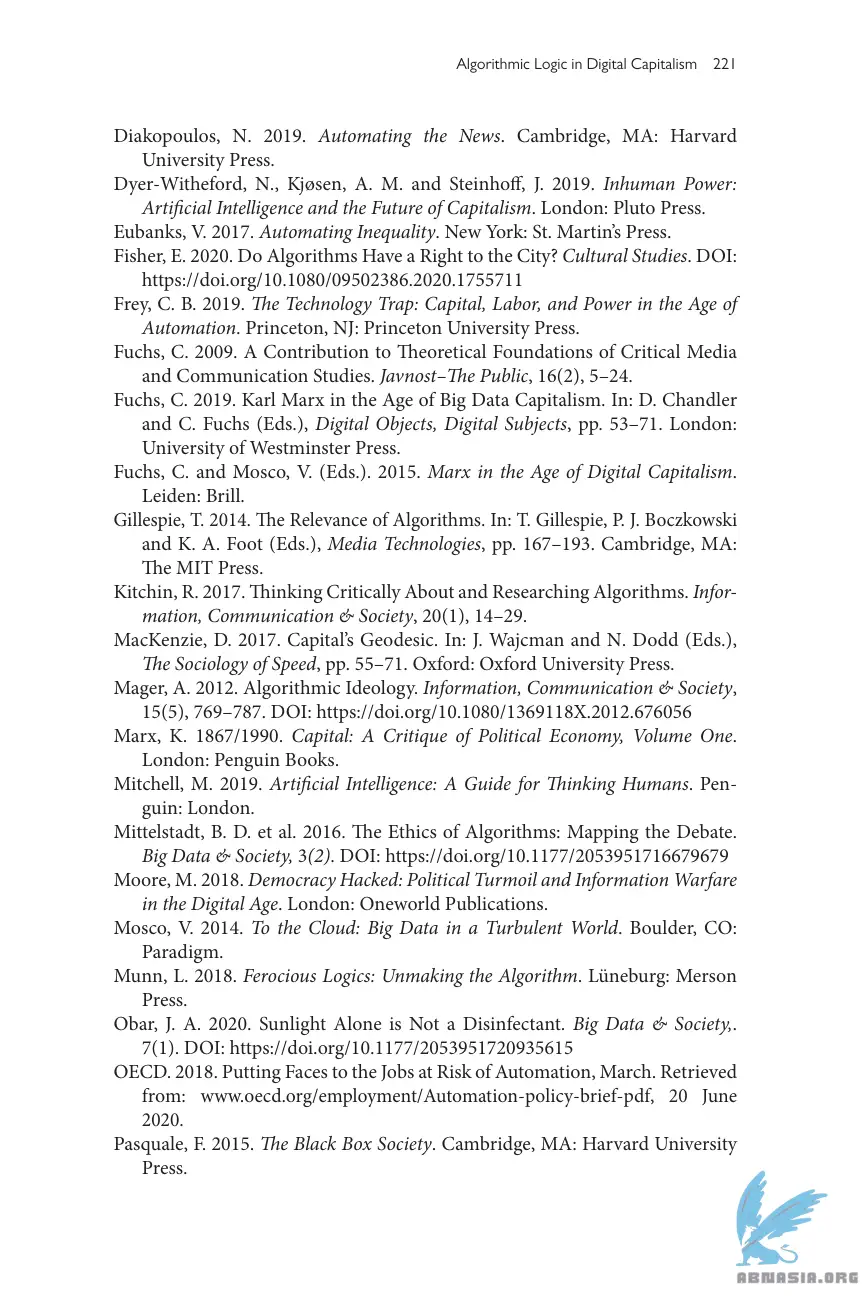 Algorithmic Logic in Digital Capitalism 221
Diakopoulos, N. 2019. Automating the News. Cambridge, MA: Harvard
University Press.
Dyer-Witheford, N., Kjøsen, A. M. and Steinhoff, J. 2019. Inhuman Power:
Artificial Intelligence and the Future of Capitalism. London: Pluto Press.
Eubanks, V. 2017. Automating Inequality. New York: St. Martin’s Press.
Fisher, E. 2020. Do Algorithms Have a Right to the City? Cultural Studies. DOI:
https://doi.org/10.1080/09502386.2020.1755711
Frey, C. B. 2019. The Technology Trap: Capital, Labor, and Power in the Age of
Automation. Princeton, NJ: Princeton University Press.
Fuchs, C. 2009. A Contribution to Theoretical Foundations of Critical Media
and Communication Studies. Javnost–The Public, 16(2), 5–24.
Fuchs, C. 2019. Karl Marx in the Age of Big Data Capitalism. In: D. Chandler
and C. Fuchs (Eds.), Digital Objects, Digital Subjects, pp. 53–71. London:
University of Westminster Press.
Fuchs, C. and Mosco, V. (Eds.). 2015. Marx in the Age of Digital Capitalism.
Leiden: Brill.
Gillespie, T. 2014. The Relevance of Algorithms. In: T. Gillespie, P. J. Boczkowski
and K. A. Foot (Eds.), Media Technologies, pp. 167–193. Cambridge, MA:
The MIT Press.
Kitchin, R. 2017. Thinking Critically About and Researching Algorithms. Infor-
mation, Communication & Society, 20(1), 14–29.
MacKenzie, D. 2017. Capital’s Geodesic. In: J. Wajcman and N. Dodd (Eds.),
The Sociology of Speed, pp. 55–71. Oxford: Oxford University Press.
Mager, A. 2012. Algorithmic Ideology. Information, Communication & Society,
15(5), 769–787. DOI: https://doi.org/10.1080/1369118X.2012.676056
Marx, K. 1867/1990. Capital: A Critique of Political Economy, Volume One.
London: Penguin Books.
Mitchell, M. 2019. Artificial Intelligence: A Guide for Thinking Humans. Pen-
guin: London.
Mittelstadt, B. D. et al. 2016. The Ethics of Algorithms: Mapping the Debate.
Big Data & Society, 3(2). DOI: https://doi.org/10.1177/2053951716679679
Moore, M. 2018. Democracy Hacked: Political Turmoil and Information Warfare
in the Digital Age. London: Oneworld Publications.
Mosco, V. 2014. To the Cloud: Big Data in a Turbulent World. Boulder, CO:
Paradigm.
Munn, L. 2018. Ferocious Logics: Unmaking the Algorithm. Lüneburg: Merson
Press.
Obar, J. A. 2020. Sunlight Alone is Not a Disinfectant. Big Data & Society,.
7(1). DOI: https://doi.org/10.1177/2053951720935615
OECD. 2018. Putting Faces to the Jobs at Risk of Automation, March. Retrieved
from: www.oecd.org/employment/Automation-policy-brief-pdf, 20 June
2020.
Pasquale, F. 2015. The Black Box Society. Cambridge, MA: Harvard University
Press.
ABNASIA.ORG